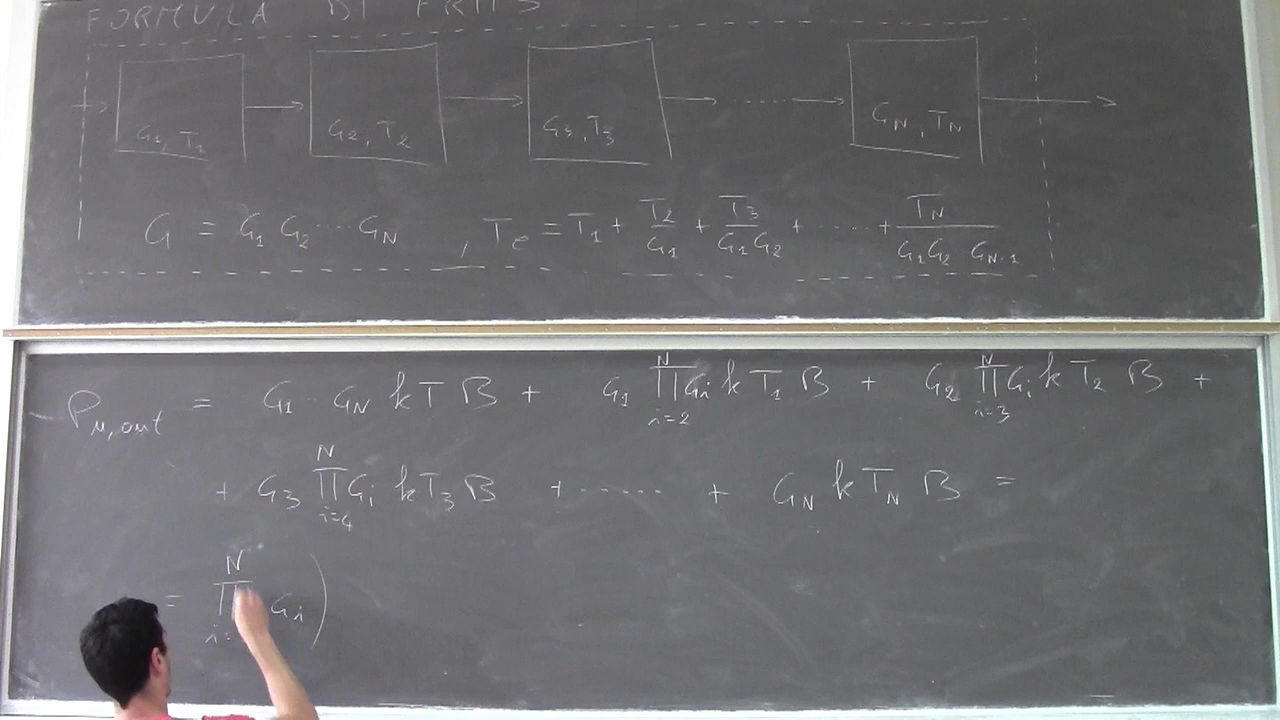 FORMULA DI FRIIS
G1, T1 G2, T2 G3, T3 ...... GN, TN
G = G1 G2 ... GN , Te = T1 + T2/G1 + T3/(G1G2) + ...... + TN/(G1G2 GN-1)
Pn,out = G1 ·· GN k T B + G1 ∏_{i=2}^{N} Gi k T1 B + G2 ∏_{i=3}^{N} Gi k T2 B +
+ G3 ∏_{i=4}^{N} Gi k T3 B + ...... + GN k TN B =
= ∏_{i=}^{N} Gi )